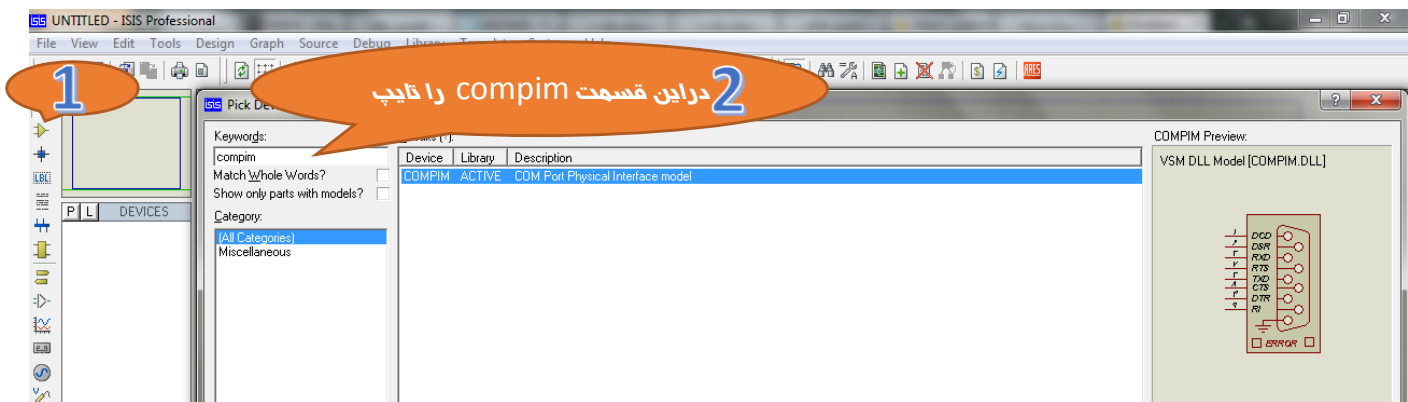 UNTITLED - ISIS Professional
File View Edit Tools Design Graph Source Debug Library
1
2 دراین قسمت compim را تایپ
ISIS Pick De
Keywords:
compim
Match Whole Words?
Show only parts with models?
Category:
(All Categories)
Miscellaneous
Device Library Description
COMPIM ACTIVE COM Port Physical Interface model
COMPIM Preview:
VSM DLL Model [COMPIM.DLL]
DCD
DSR
RXD
RTS
TXD
CTS
DTR
RI
ERROR
LBL
P L DEVICES
ARES